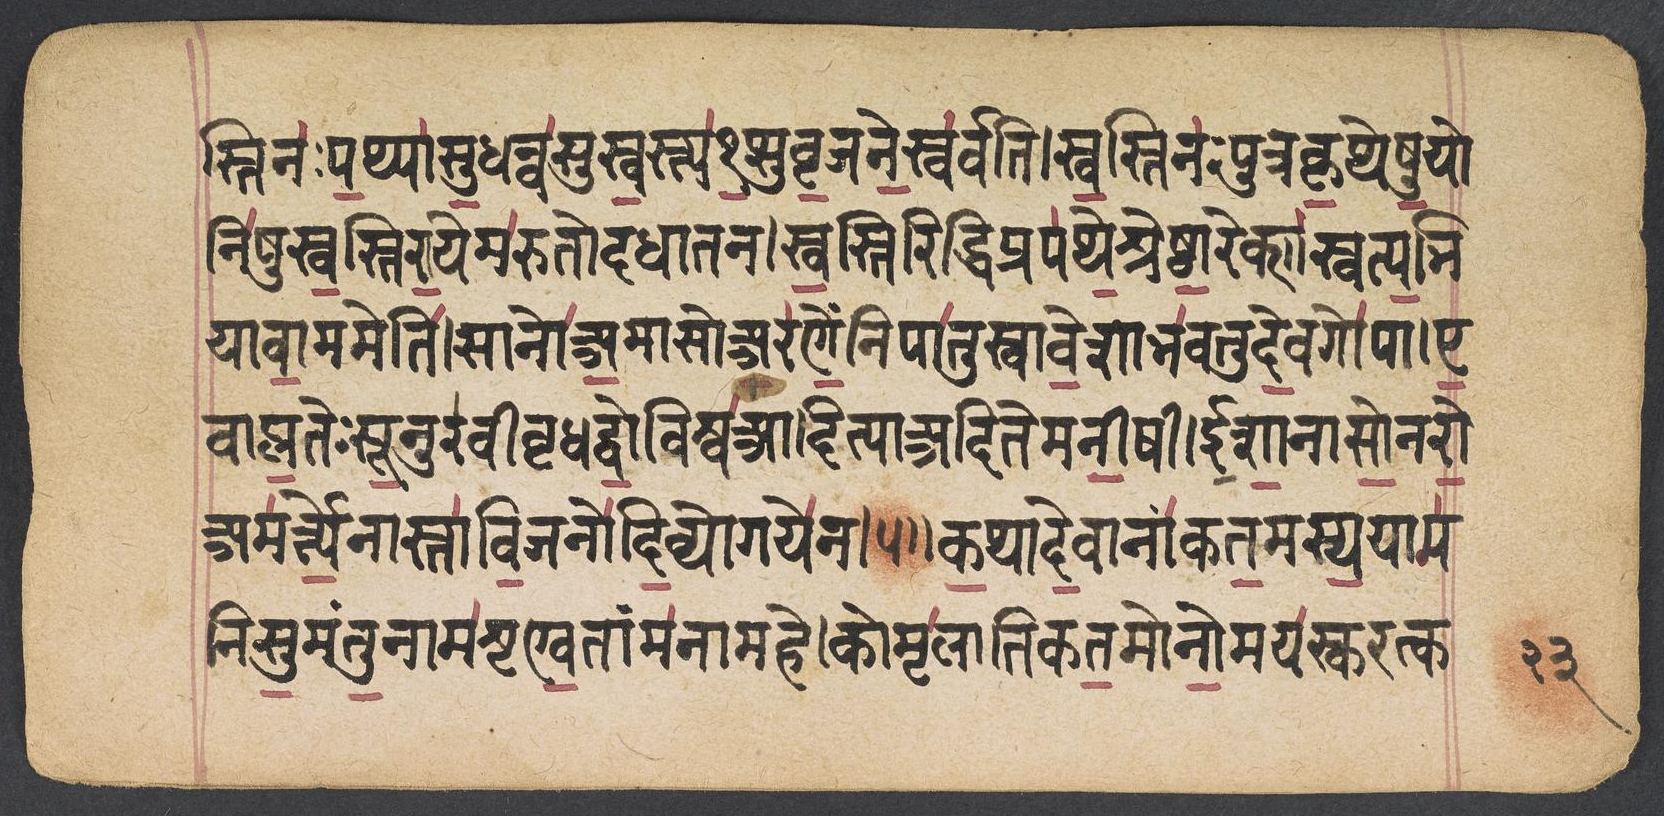 स्तिनः पथ्यासुधन्वसुस्वस्त्य१प्सुवृजनेस्वर्वति।स्वस्तिनःपुत्रकृथेषुयो
निषुस्वस्तिरायेमरुतोदधातन।स्वस्तिरिद्धिप्रपथेश्रेष्ठारेक्णस्वत्यभि
यावाममेति।सानोअमासोअरणेनिपातुस्वावेशाभवतुदेवगोपा।ए
वाप्लतेःसूनुरवीवृधद्वोविश्वआ।दित्याअदितेमनीषी।ईशानासोनरो
अमर्त्येनास्ताविजनोदिव्योगयेन।५।।कथादेवानांकतमस्ययाम
निसुमंतुनामशृण्वतांमनामहे।कोमृळातिकतमोनोमयस्करत्क
२३